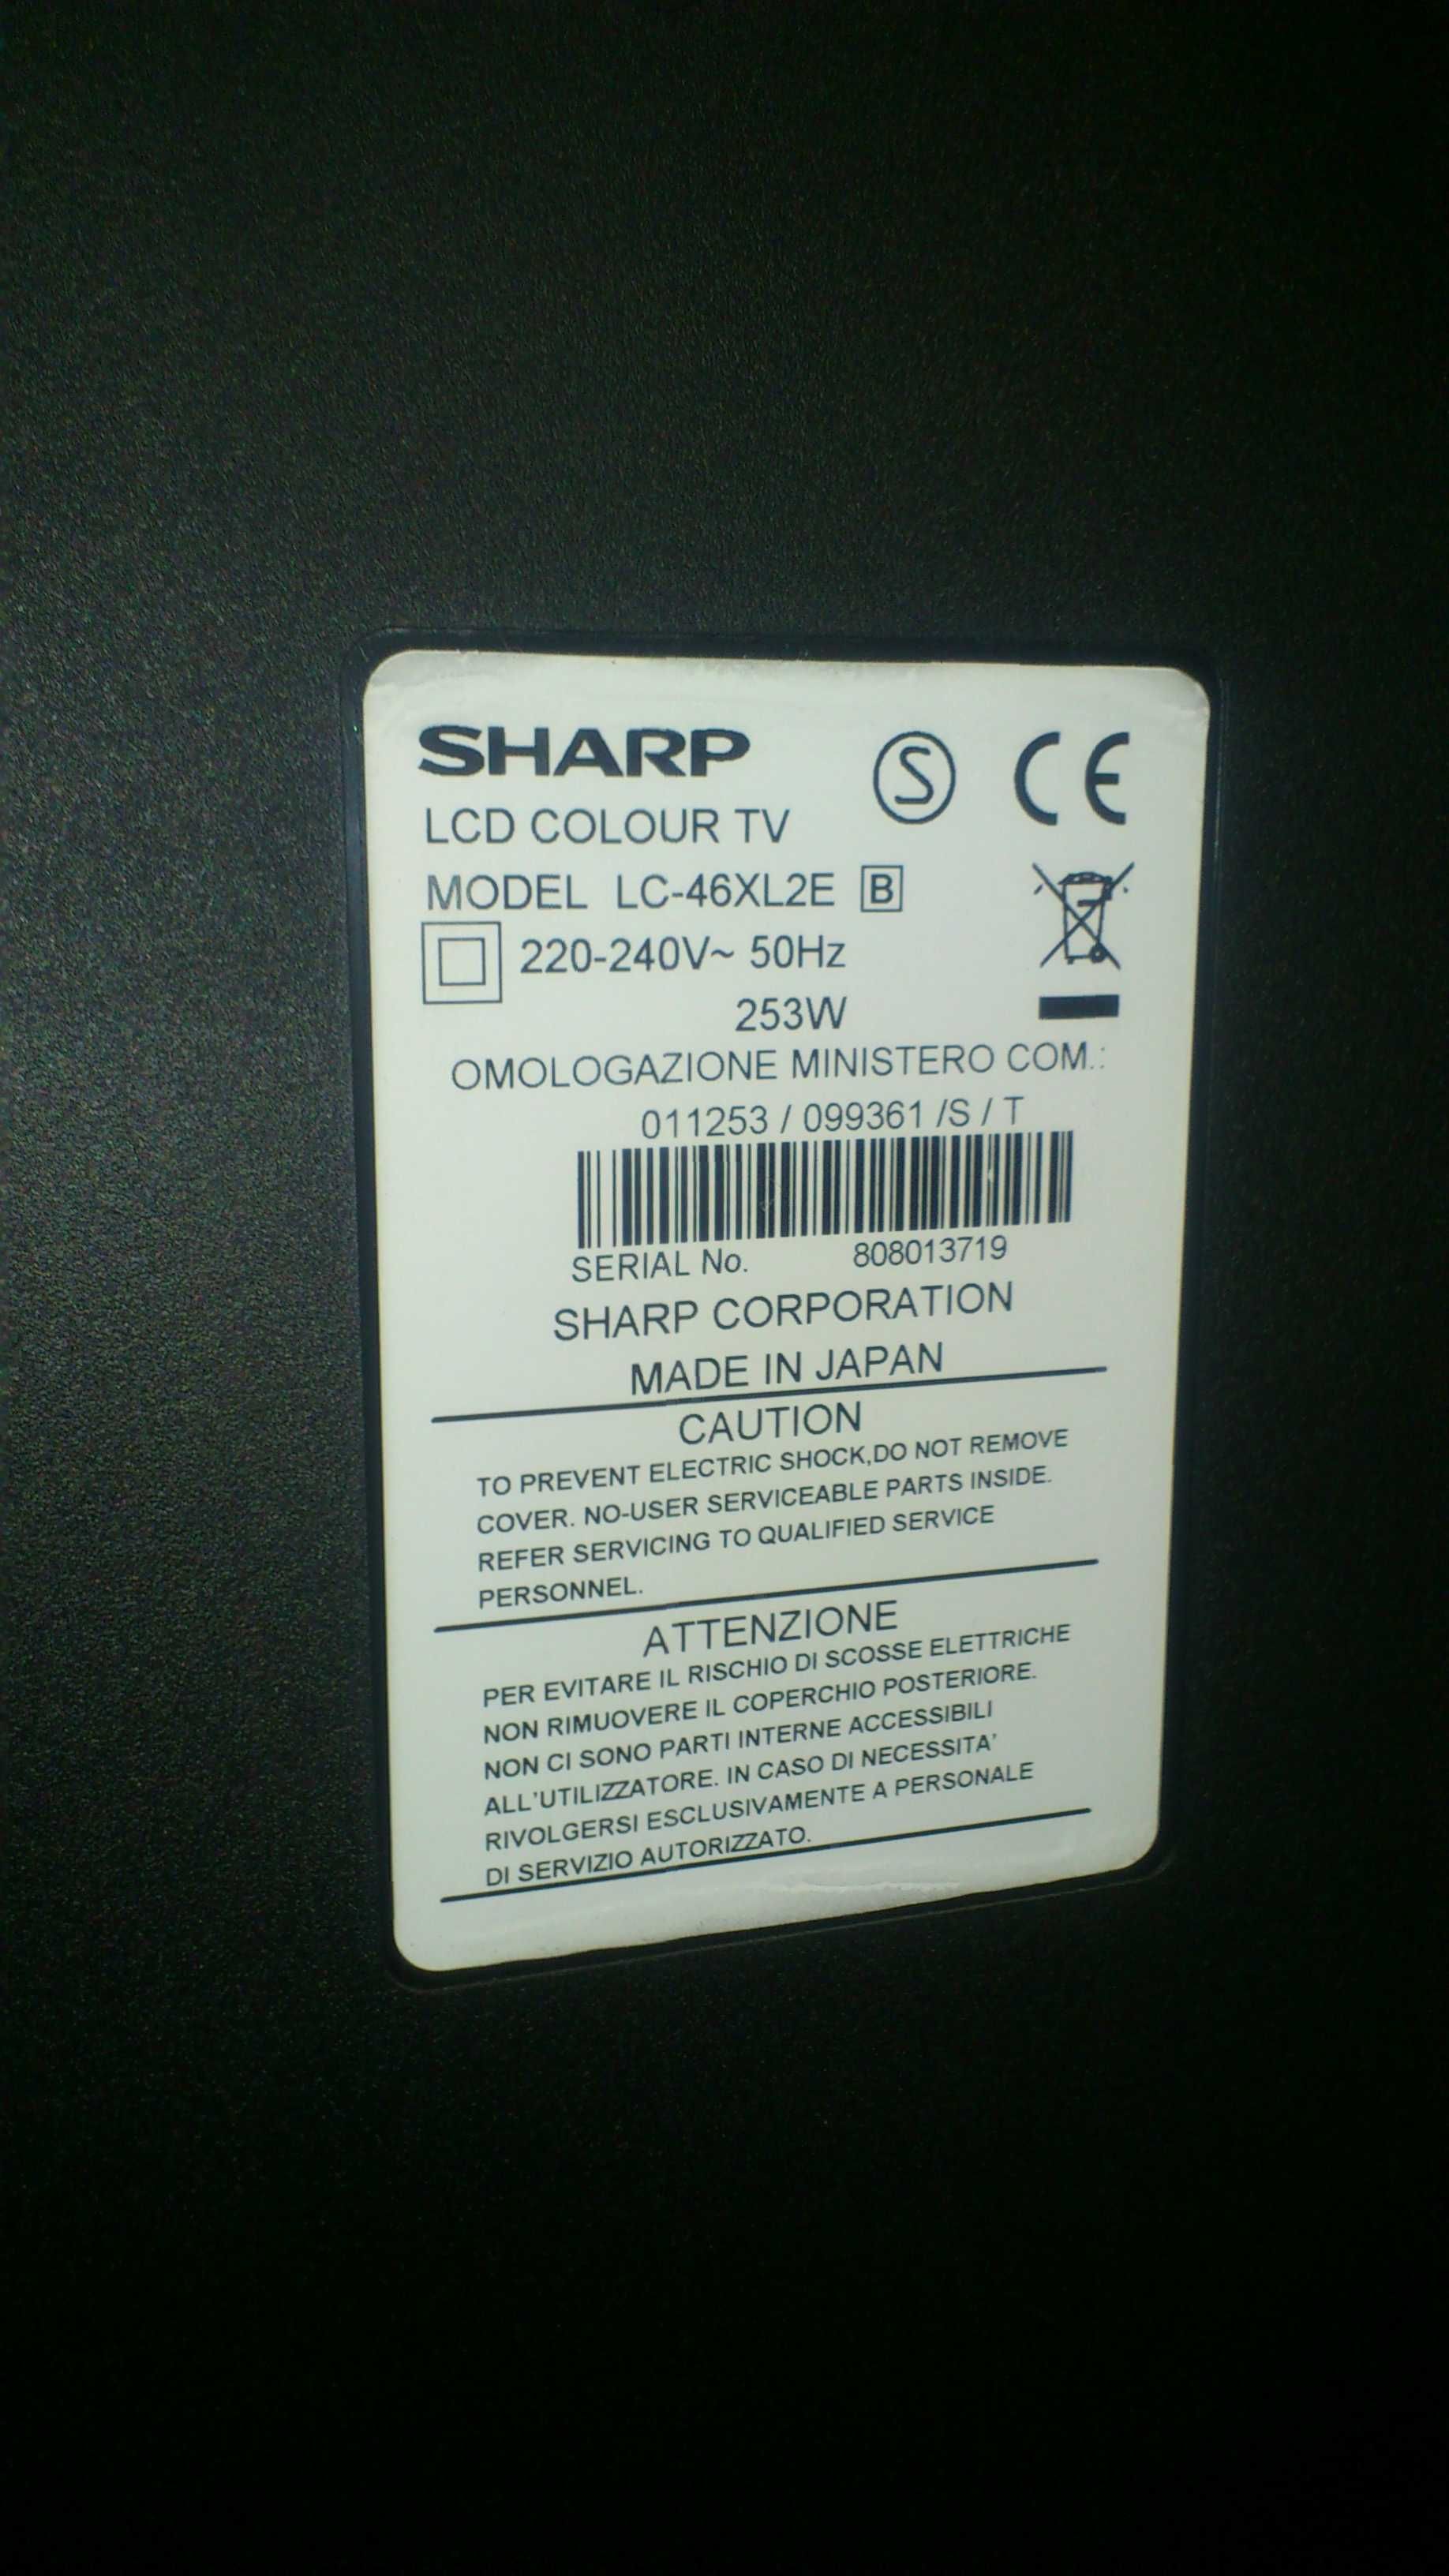 SHARP
S CE
LCD COLOUR TV
MODEL LC-46XL2E B
220-240V~ 50Hz
253W
OMOLOGAZIONE MINISTERO COM.:
011253 / 099361 /S / T
SERIAL No. 808013719
SHARP CORPORATION
MADE IN JAPAN
CAUTION
TO PREVENT ELECTRIC SHOCK,DO NOT REMOVE
COVER. NO-USER SERVICEABLE PARTS INSIDE.
REFER SERVICING TO QUALIFIED SERVICE
PERSONNEL.
ATTENZIONE
PER EVITARE IL RISCHIO DI SCOSSE ELETTRICHE
NON RIMUOVERE IL COPERCHIO POSTERIORE.
NON CI SONO PARTI INTERNE ACCESSIBILI
ALL'UTILIZZATORE. IN CASO DI NECESSITA'
RIVOLGERSI ESCLUSIVAMENTE A PERSONALE
DI SERVIZIO AUTORIZZATO.